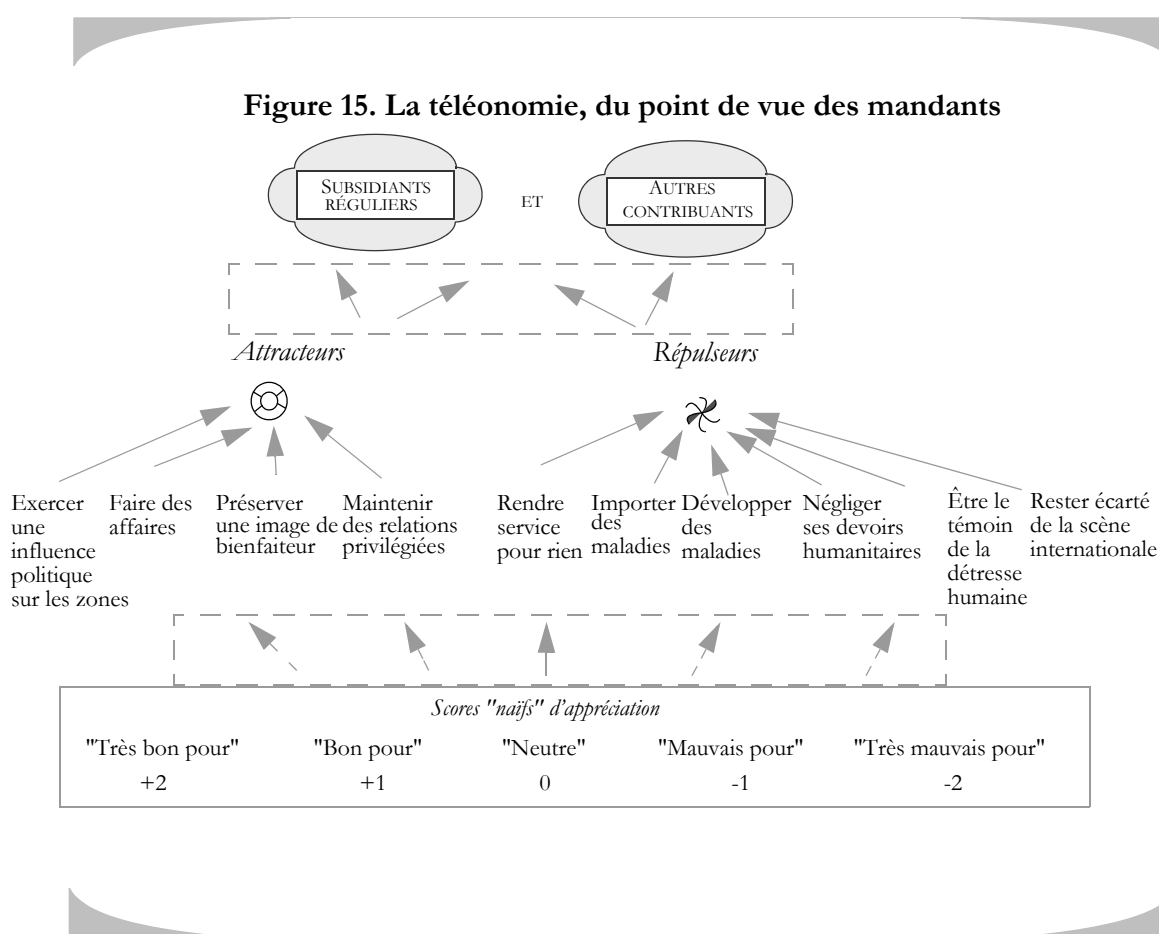 Figure 15. La téléonomie, du point de vue des mandants
SUBSIDIANTS
RÉGULIERS
ET
AUTRES
CONTRIBUANTS
Attracteurs
Répulseurs
Exercer
une
influence
politique
sur les zones
Faire des
affaires
Préserver
une image de
bienfaiteur
Maintenir
des relations
privilégiées
Rendre
service
pour rien
Importer
des
maladies
Développer
des
maladies
Négliger
ses devoirs
humanitaires
Être le
témoin
de la
détresse
humaine
Rester écarté
de la scène
internationale
Scores "naïfs" d'appréciation
"Très bon pour" "Bon pour" "Neutre" "Mauvais pour" "Très mauvais pour"
+2 +1 0 -1 -2